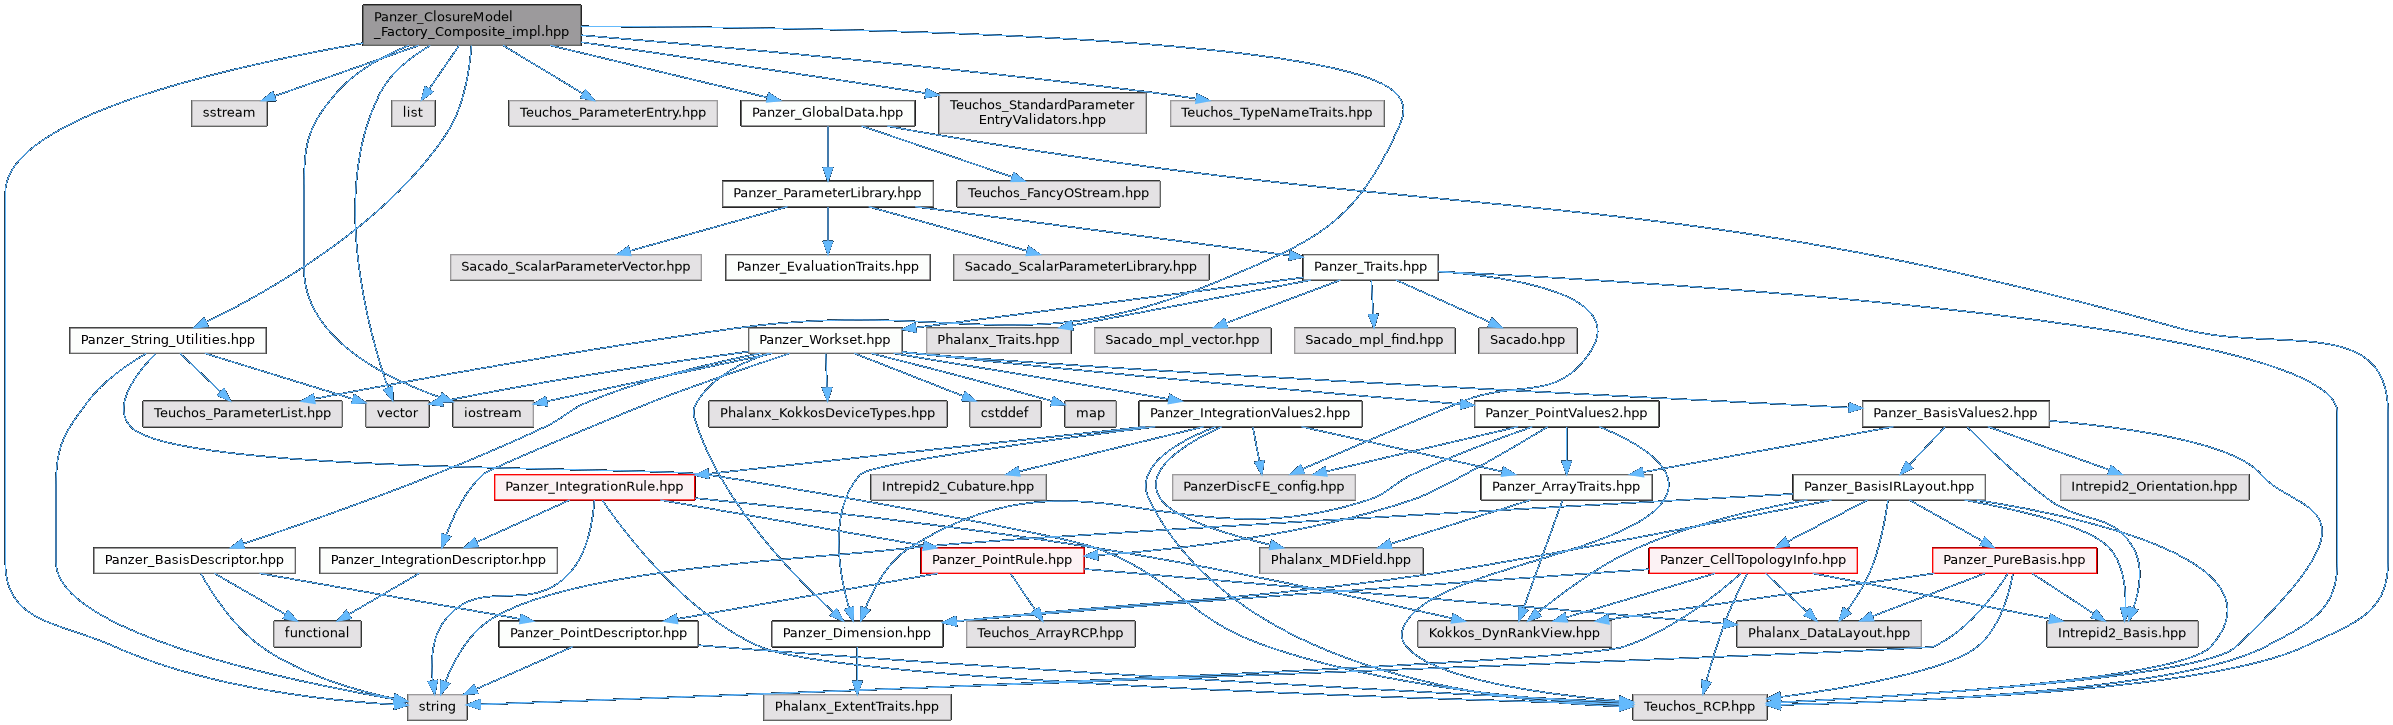 Panzer_ClosureModel
_Factory_Composite_impl.hpp
sstream
list
Teuchos_ParameterEntry.hpp
Panzer_GlobalData.hpp
Teuchos_StandardParameter
EntryValidators.hpp
Teuchos_TypeNameTraits.hpp
Panzer_ParameterLibrary.hpp
Teuchos_FancyOStream.hpp
Sacado_ScalarParameterVector.hpp
Panzer_EvaluationTraits.hpp
Sacado_ScalarParameterLibrary.hpp
Panzer_Traits.hpp
Panzer_String_Utilities.hpp
Panzer_Workset.hpp
Phalanx_Traits.hpp
Sacado_mpl_vector.hpp
Sacado_mpl_find.hpp
Sacado.hpp
Teuchos_ParameterList.hpp
vector
iostream
Phalanx_KokkosDeviceTypes.hpp
cstddef
map
Panzer_IntegrationValues2.hpp
Panzer_PointValues2.hpp
Panzer_BasisValues2.hpp
Panzer_IntegrationRule.hpp
Intrepid2_Cubature.hpp
PanzerDiscFE_config.hpp
Panzer_ArrayTraits.hpp
Panzer_BasisIRLayout.hpp
Intrepid2_Orientation.hpp
Panzer_BasisDescriptor.hpp
Panzer_IntegrationDescriptor.hpp
Panzer_PointRule.hpp
Phalanx_MDField.hpp
Panzer_CellTopologyInfo.hpp
Panzer_PureBasis.hpp
functional
Panzer_PointDescriptor.hpp
Panzer_Dimension.hpp
Teuchos_ArrayRCP.hpp
Kokkos_DynRankView.hpp
Phalanx_DataLayout.hpp
Intrepid2_Basis.hpp
string
Phalanx_ExtentTraits.hpp
Teuchos_RCP.hpp